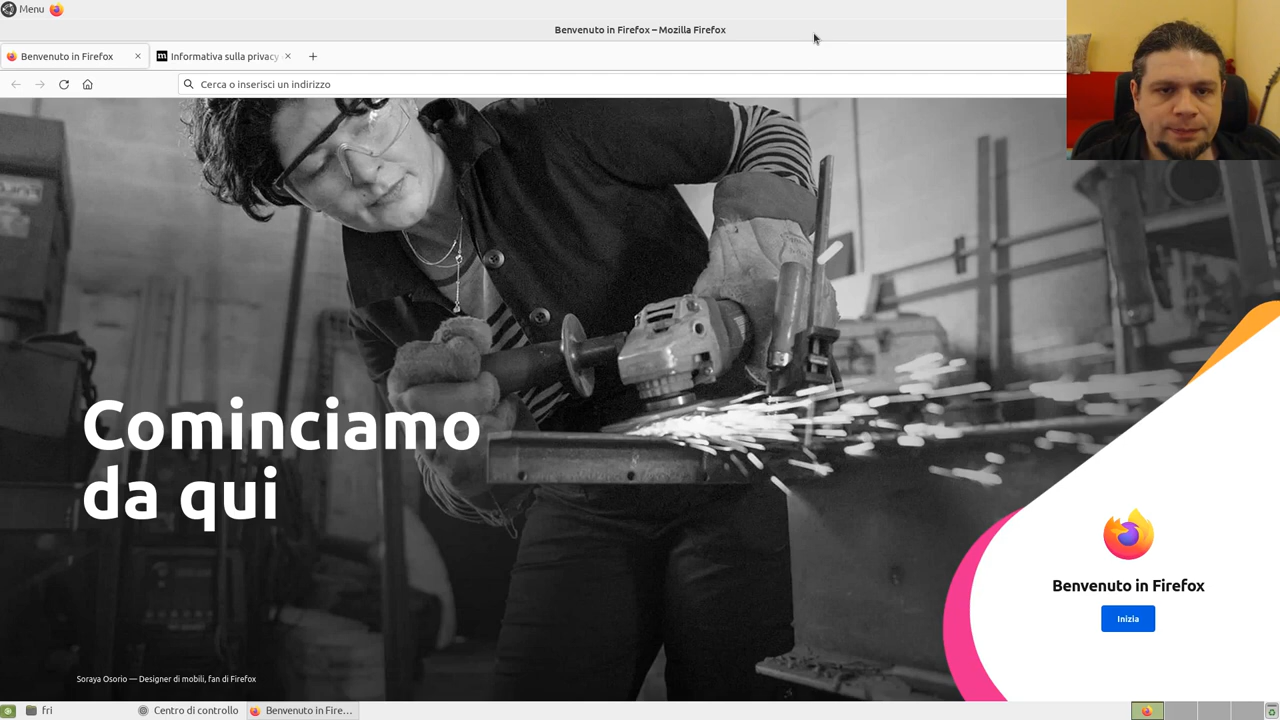 Menu
Benvenuto in Firefox – Mozilla Firefox
Benvenuto in Firefox
Informativa sulla privacy
Cerca o inserisci un indirizzo
Cominciamo
da qui
Benvenuto in Firefox
Inizia
Soraya Osorio — Designer di mobili, fan di Firefox
fri
Centro di controllo
Benvenuto in Fire…